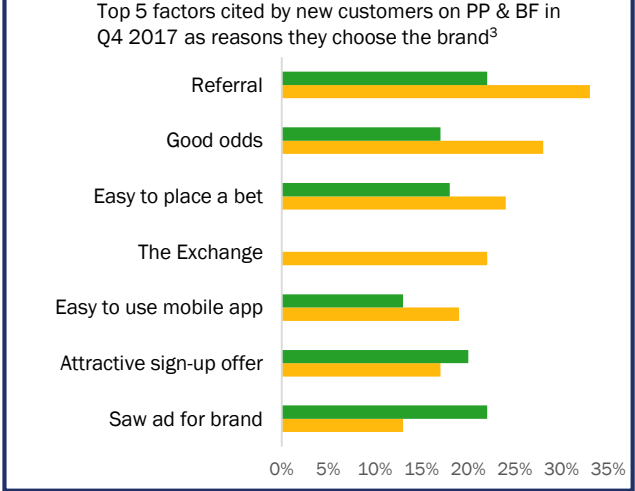 Top 5 factors cited by new customers on PP & BF in
Q4 2017 as reasons they choose the brand³
Referral
Good odds
Easy to place a bet
The Exchange
Easy to use mobile app
Attractive sign-up offer
Saw ad for brand
0% 5% 10% 15% 20% 25% 30% 35%